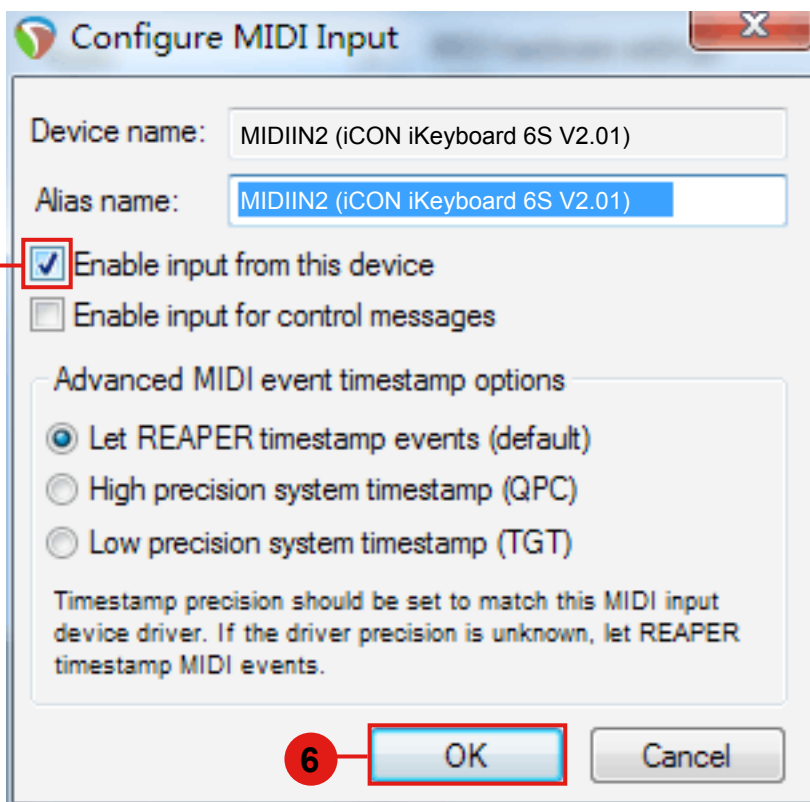 Configure MIDI Input
Device name: MIDIIN2 (iCON iKeyboard 6S V2.01)
Alias name: MIDIIN2 (iCON iKeyboard 6S V2.01)
Enable input from this device
Enable input for control messages
Advanced MIDI event timestamp options
Let REAPER timestamp events (default)
High precision system timestamp (QPC)
Low precision system timestamp (TGT)
Timestamp precision should be set to match this MIDI input
device driver. If the driver precision is unknown, let REAPER
timestamp MIDI events.
6 OK Cancel